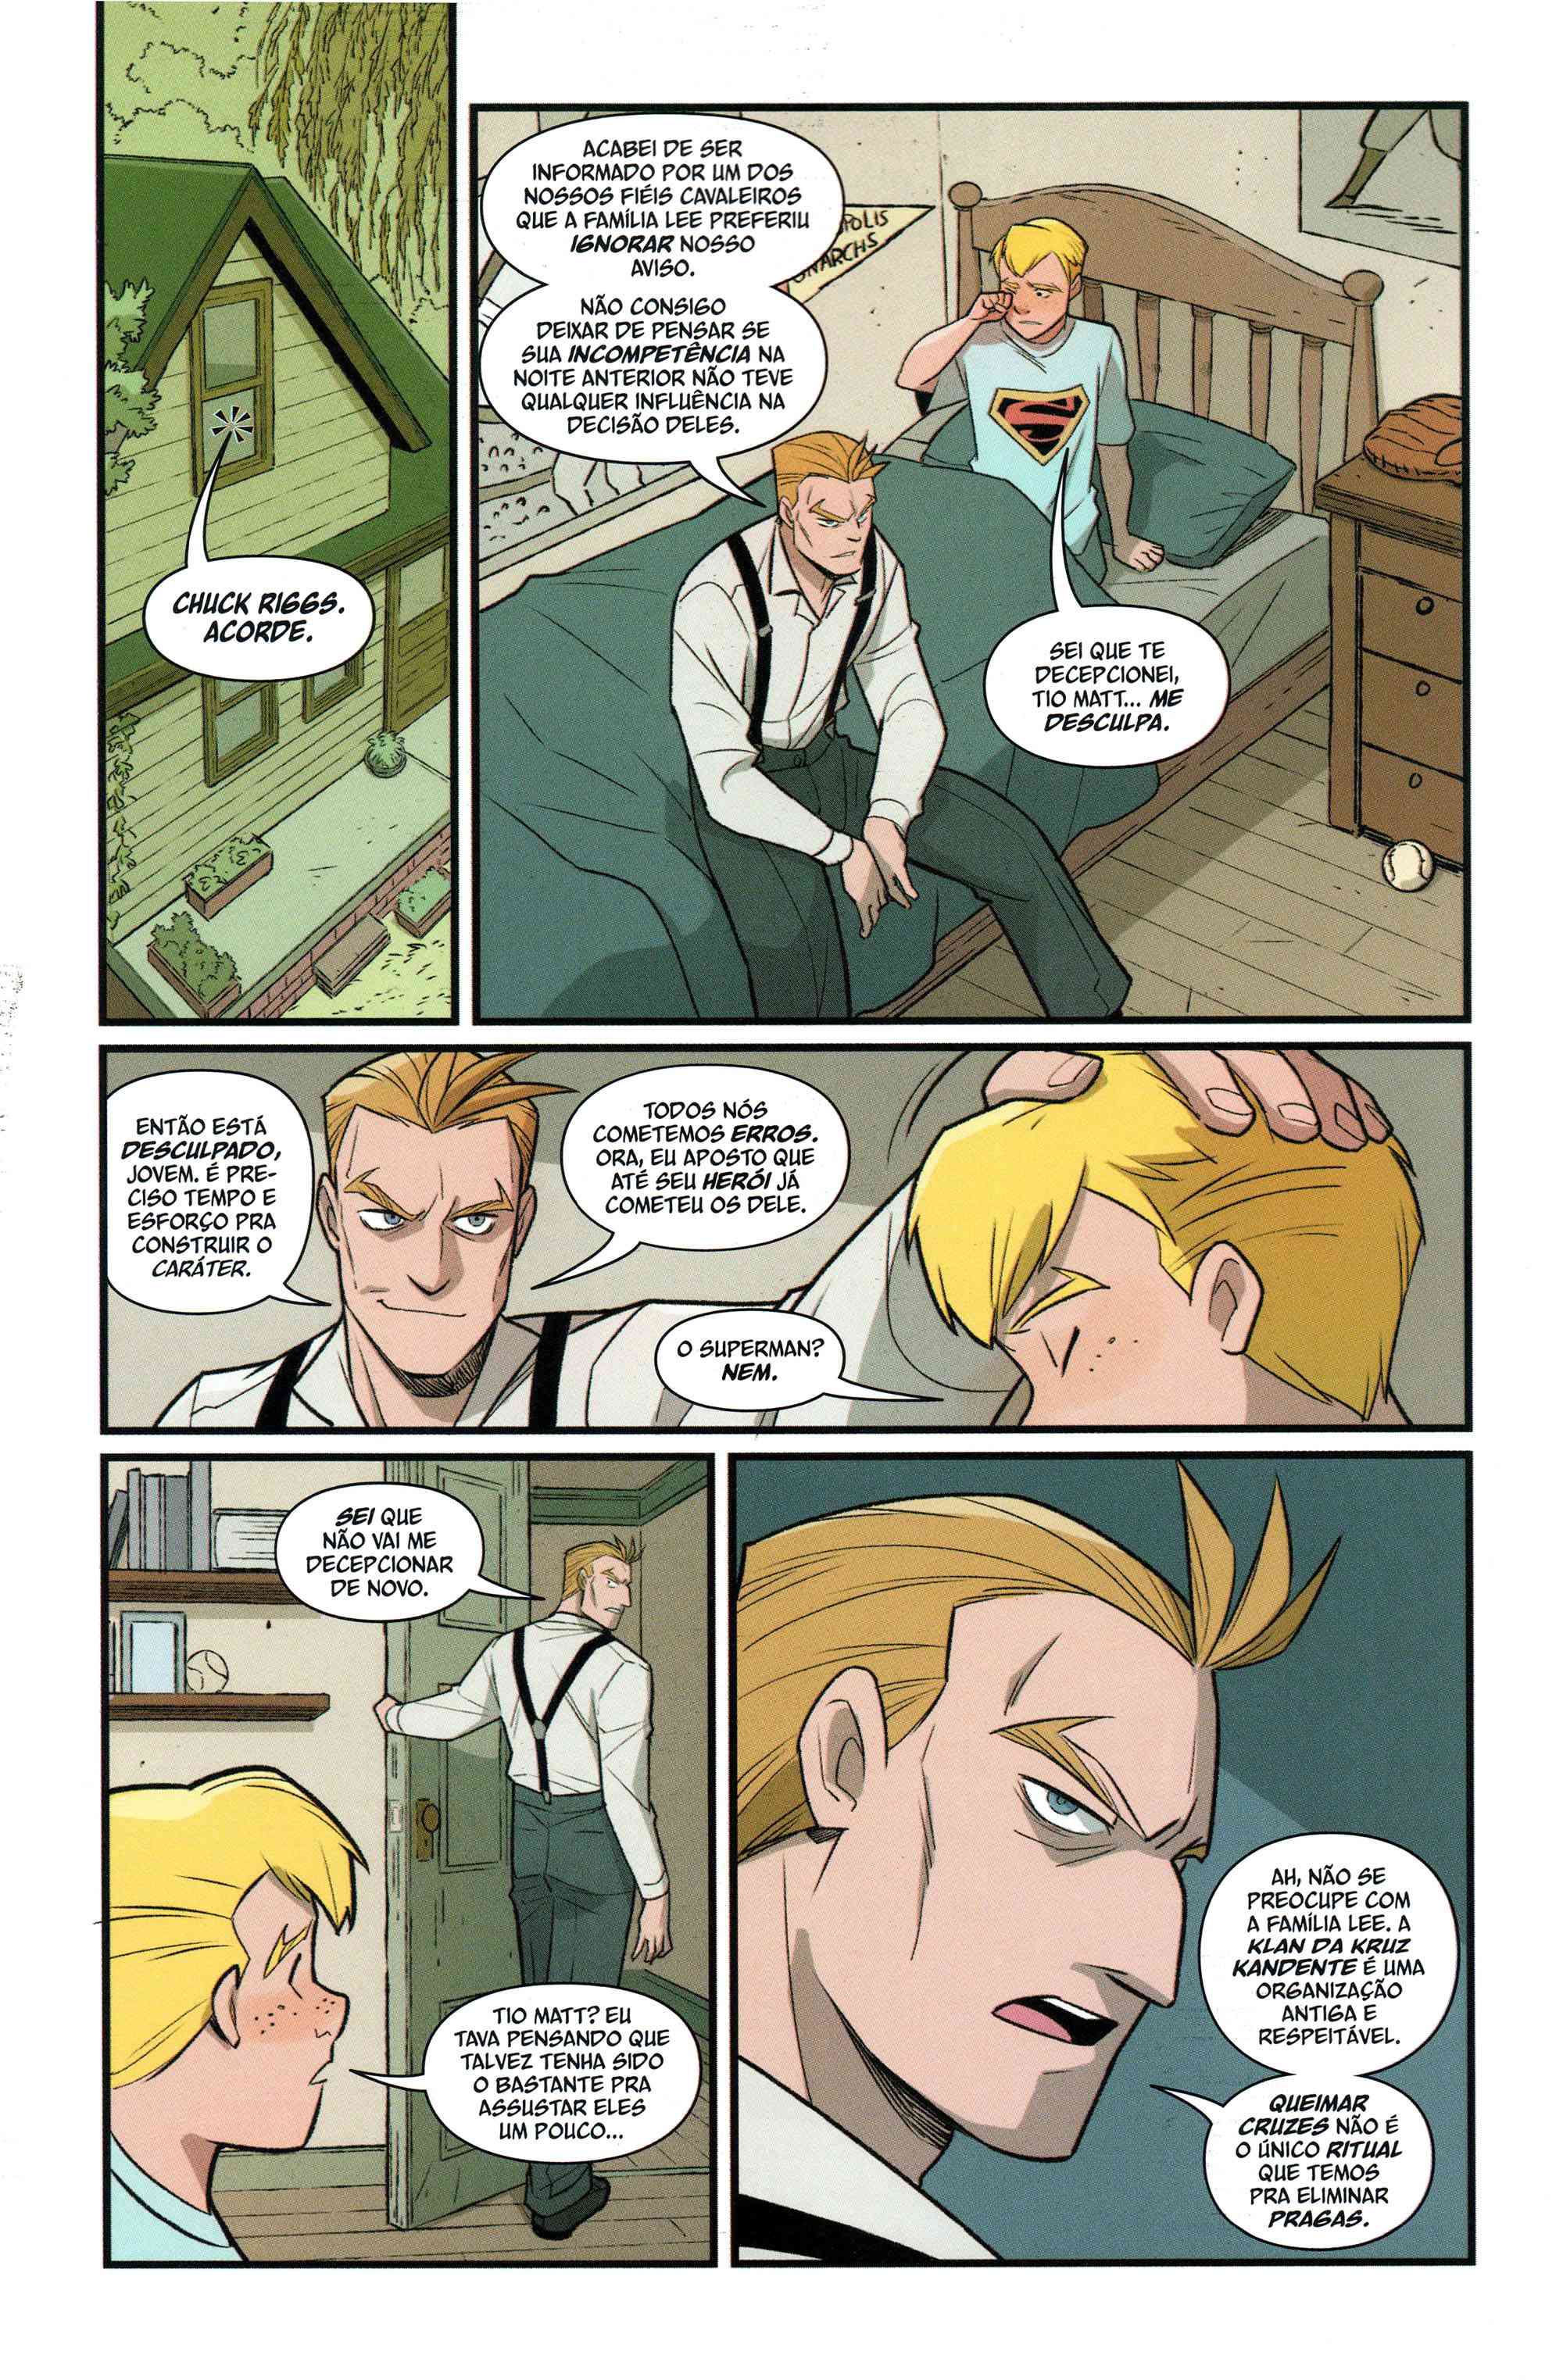 CHUCK RIGGS.
ACORDE.
ACABEI DE SER
INFORMADO POR UM DOS
NOSSOS FIÉIS CAVALEIROS
QUE A FAMÍLIA LEE PREFERIU
IGNORAR NOSSO
AVISO.
NÃO CONSIGO
DEIXAR DE PENSAR SE
SUA INCOMPETÊNCIA NA
NOITE ANTERIOR NÃO TEVE
QUALQUER INFLUÊNCIA NA
DECISÃO DELES.
POLIS
NARCHS
SEI QUE TE
DECEPCIONEI,
TIO MATT... ME
DESCULPA.
ENTÃO ESTÁ
DESCULPADO,
JOVEM. É PRE-
CISO TEMPO E
ESFORÇO PRA
CONSTRUIR O
CARÁTER.
TODOS NÓS
COMETEMOS ERROS.
ORA, EU APOSTO QUE
ATÉ SEU HERÓI JÁ
COMETEU OS DELE.
O SUPERMAN?
NEM.
SEI QUE
NÃO VAI ME
DECEPCIONAR
DE NOVO.
TIO MATT? EU
TAVA PENSANDO QUE
TALVEZ TENHA SIDO
O BASTANTE PRA
ASSUSTAR ELES
UM POUCO...
AH, NÃO SE
PREOCUPE COM
A FAMÍLIA LEE. A
KLAN DA KRUZ
KANDENTE É UMA
ORGANIZAÇÃO
ANTIGA E
RESPEITÁVEL.
QUEIMAR
CRUZES NÃO É
O ÚNICO RITUAL
QUE TEMOS
PRA ELIMINAR
PRAGAS.